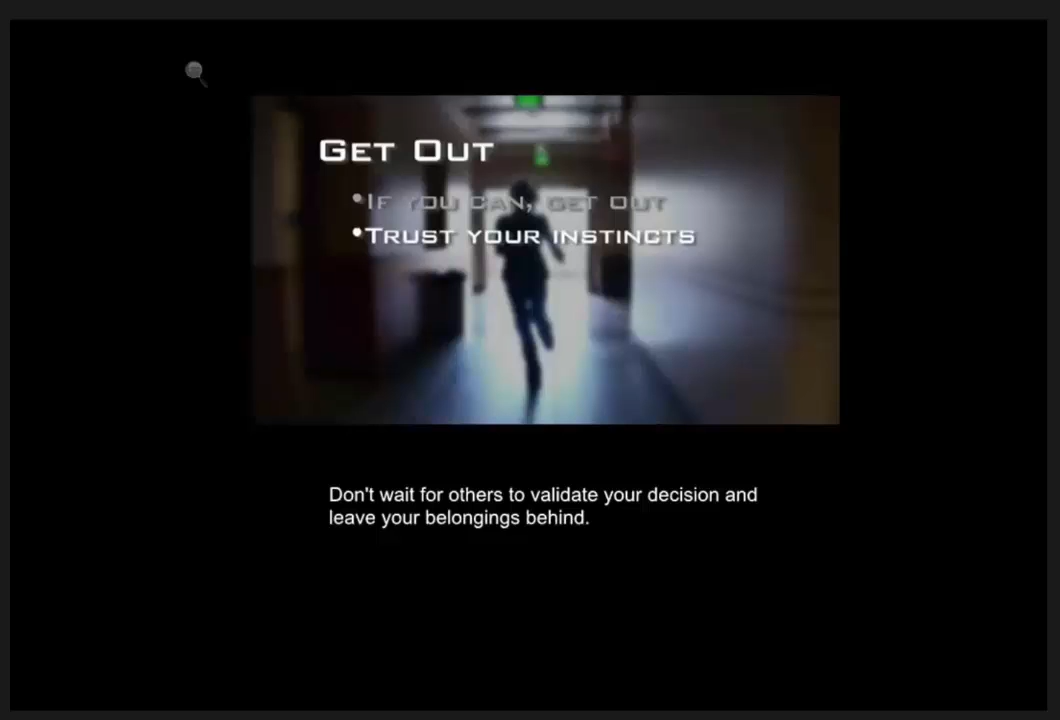 Get Out
•If you can, get out
•Trust your instincts
Don't wait for others to validate your decision and
leave your belongings behind.